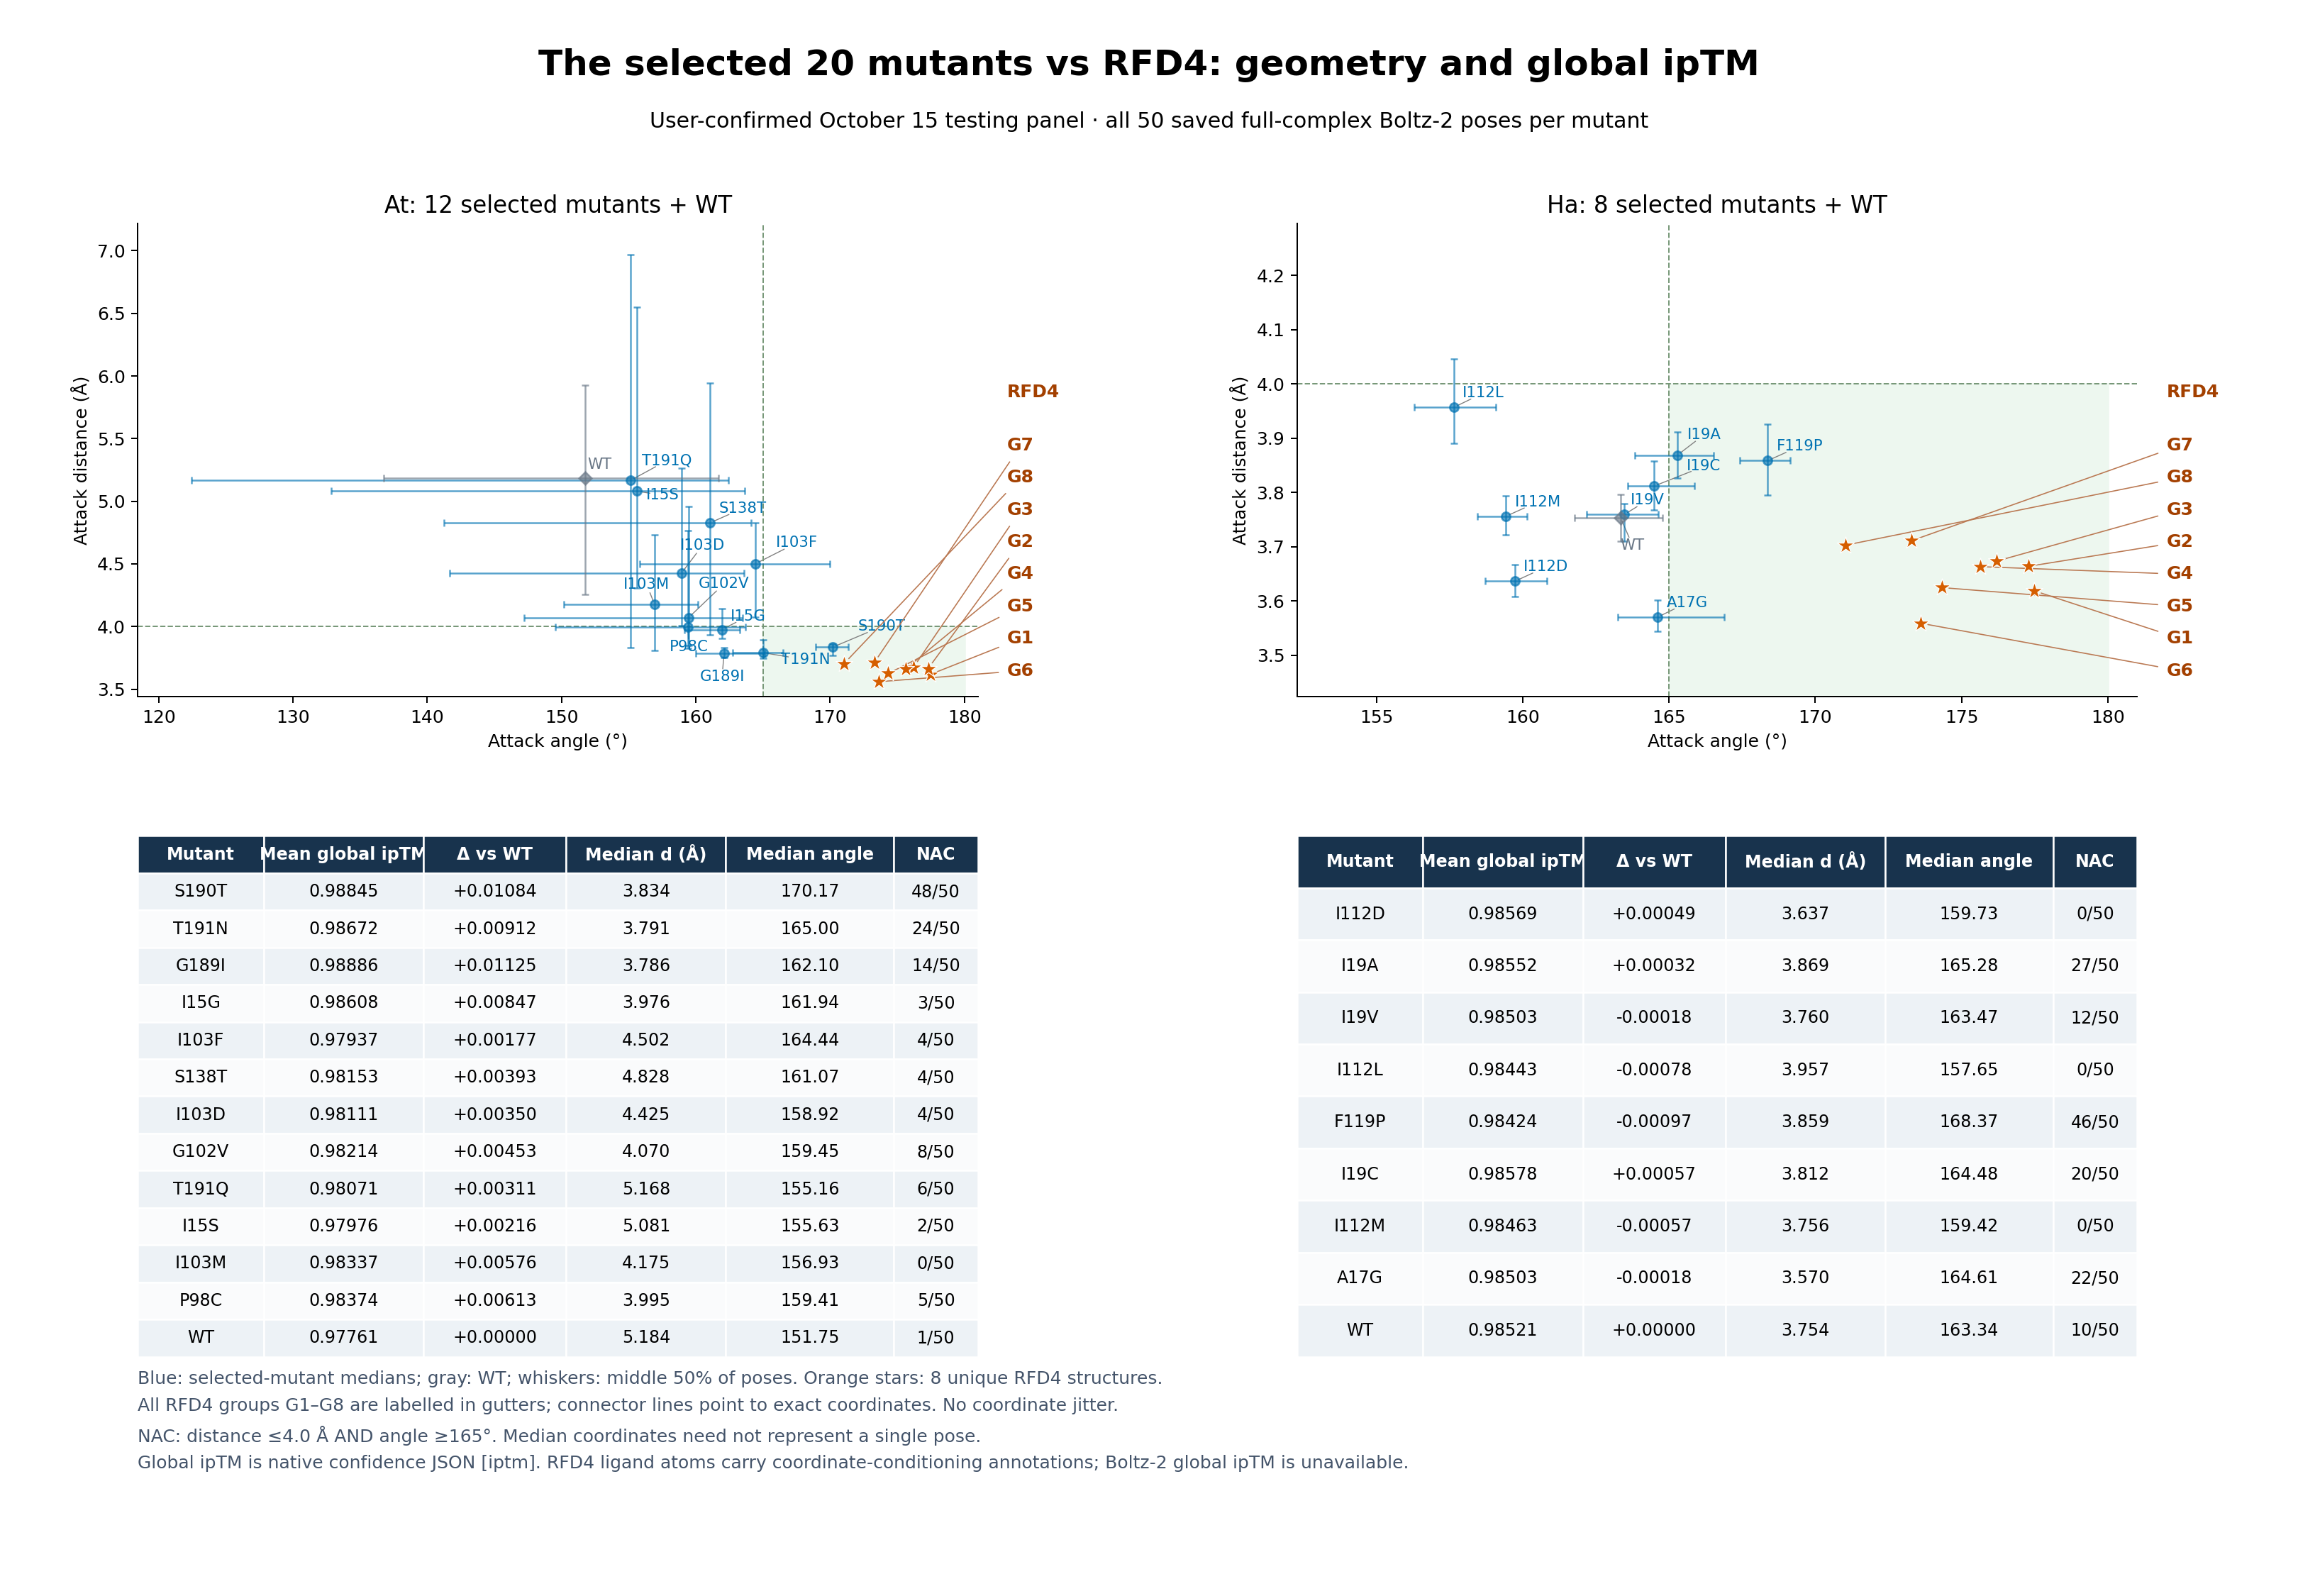 The selected 20 mutants vs RFD4: geometry and global ipTM
User-confirmed October 15 testing panel · all 50 saved full-complex Boltz-2 poses per mutant
At: 12 selected mutants + WT
7.0
6.5
6.0
5.5
5.0
4.5
4.0
3.5
Attack distance (Å)
WT
T191Q
I15S
S138T
I103D
I103F
I103M
G102V
I15G
S190T
P98C
T191N
G189I
RFD4
G7
G8
G3
G2
G4
G5
G1
G6
120 130 140 150 160 170 180
Attack angle (°)
Ha: 8 selected mutants + WT
4.2
4.1
4.0
3.9
3.8
3.7
3.6
3.5
Attack distance (Å)
I112L
I19A
F119P
I19C
I112M
I19V
WT
I112D
A17G
RFD4
G7
G8
G3
G2
G4
G5
G1
G6
155 160 165 170 175 180
Attack angle (°)
Mutant Mean global ipTM Δ vs WT Median d (Å) Median angle NAC
S190T 0.98845 +0.01084 3.834 170.17 48/50
T191N 0.98672 +0.00912 3.791 165.00 24/50
G189I 0.98886 +0.01125 3.786 162.10 14/50
I15G 0.98608 +0.00847 3.976 161.94 3/50
I103F 0.97937 +0.00177 4.502 164.44 4/50
S138T 0.98153 +0.00393 4.828 161.07 4/50
I103D 0.98111 +0.00350 4.425 158.92 4/50
G102V 0.98214 +0.00453 4.070 159.45 8/50
T191Q 0.98071 +0.00311 5.168 155.16 6/50
I15S 0.97976 +0.00216 5.081 155.63 2/50
I103M 0.98337 +0.00576 4.175 156.93 0/50
P98C 0.98374 +0.00613 3.995 159.41 5/50
WT 0.97761 +0.00000 5.184 151.75 1/50
Mutant Mean global ipTM Δ vs WT Median d (Å) Median angle NAC
I112D 0.98569 +0.00049 3.637 159.73 0/50
I19A 0.98552 +0.00032 3.869 165.28 27/50
I19V 0.98503 -0.00018 3.760 163.47 12/50
I112L 0.98443 -0.00078 3.957 157.65 0/50
F119P 0.98424 -0.00097 3.859 168.37 46/50
I19C 0.98578 +0.00057 3.812 164.48 20/50
I112M 0.98463 -0.00057 3.756 159.42 0/50
A17G 0.98503 -0.00018 3.570 164.61 22/50
WT 0.98521 +0.00000 3.754 163.34 10/50
Blue: selected-mutant medians; gray: WT; whiskers: middle 50% of poses. Orange stars: 8 unique RFD4 structures.
All RFD4 groups G1–G8 are labelled in gutters; connector lines point to exact coordinates. No coordinate jitter.
NAC: distance ≤4.0 Å AND angle ≥165°. Median coordinates need not represent a single pose.
Global ipTM is native confidence JSON [iptm]. RFD4 ligand atoms carry coordinate-conditioning annotations; Boltz-2 global ipTM is unavailable.